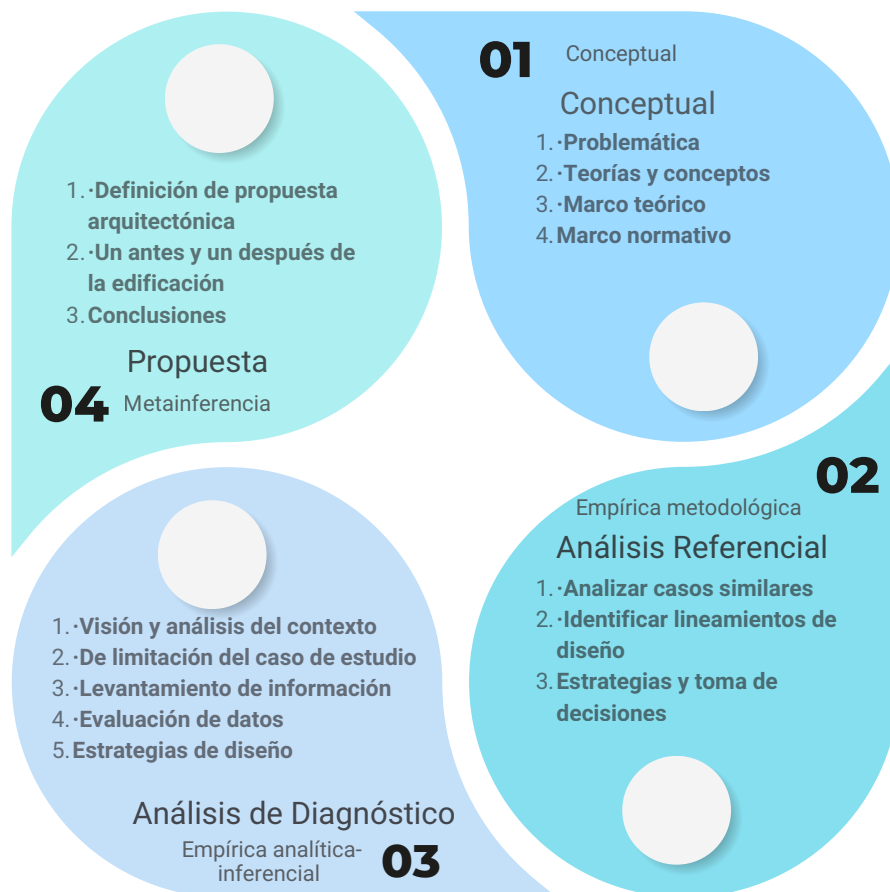 01
Conceptual
Conceptual
1. ·Problemática
2. ·Teorías y conceptos
3. ·Marco teórico
4. Marco normativo
02
Empírica metodológica
Análisis Referencial
1. ·Analizar casos similares
2. ·Identificar lineamientos de
diseño
3. Estrategias y toma de
decisiones
1. ·Visión y análisis del contexto
2. ·De limitación del caso de estudio
3. ·Levantamiento de información
4. ·Evaluación de datos
5. Estrategias de diseño
Análisis de Diagnóstico
Empírica analítica-
inferencial
03
1. ·Definición de propuesta
arquitectónica
2. ·Un antes y un después de
la edificación
3. Conclusiones
Propuesta
04
Metainferencia